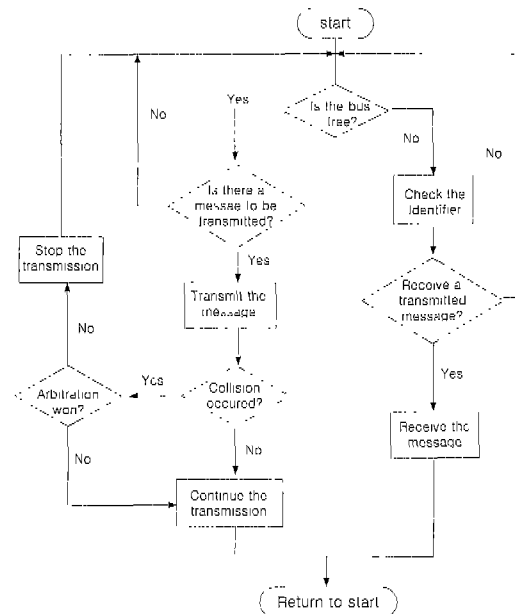 start
Is the bus
free?
Yes
No
No
No
Is there a
messae to be
transmitted?
Check the
Identifier
Stop the
transmission
Yes
Transmit the
message
Receive a
transmitted
message?
No
Yes
Collision
occured?
Yes
Arbitration
won?
Receive the
message
No
No
Continue the
transmission
Return to start